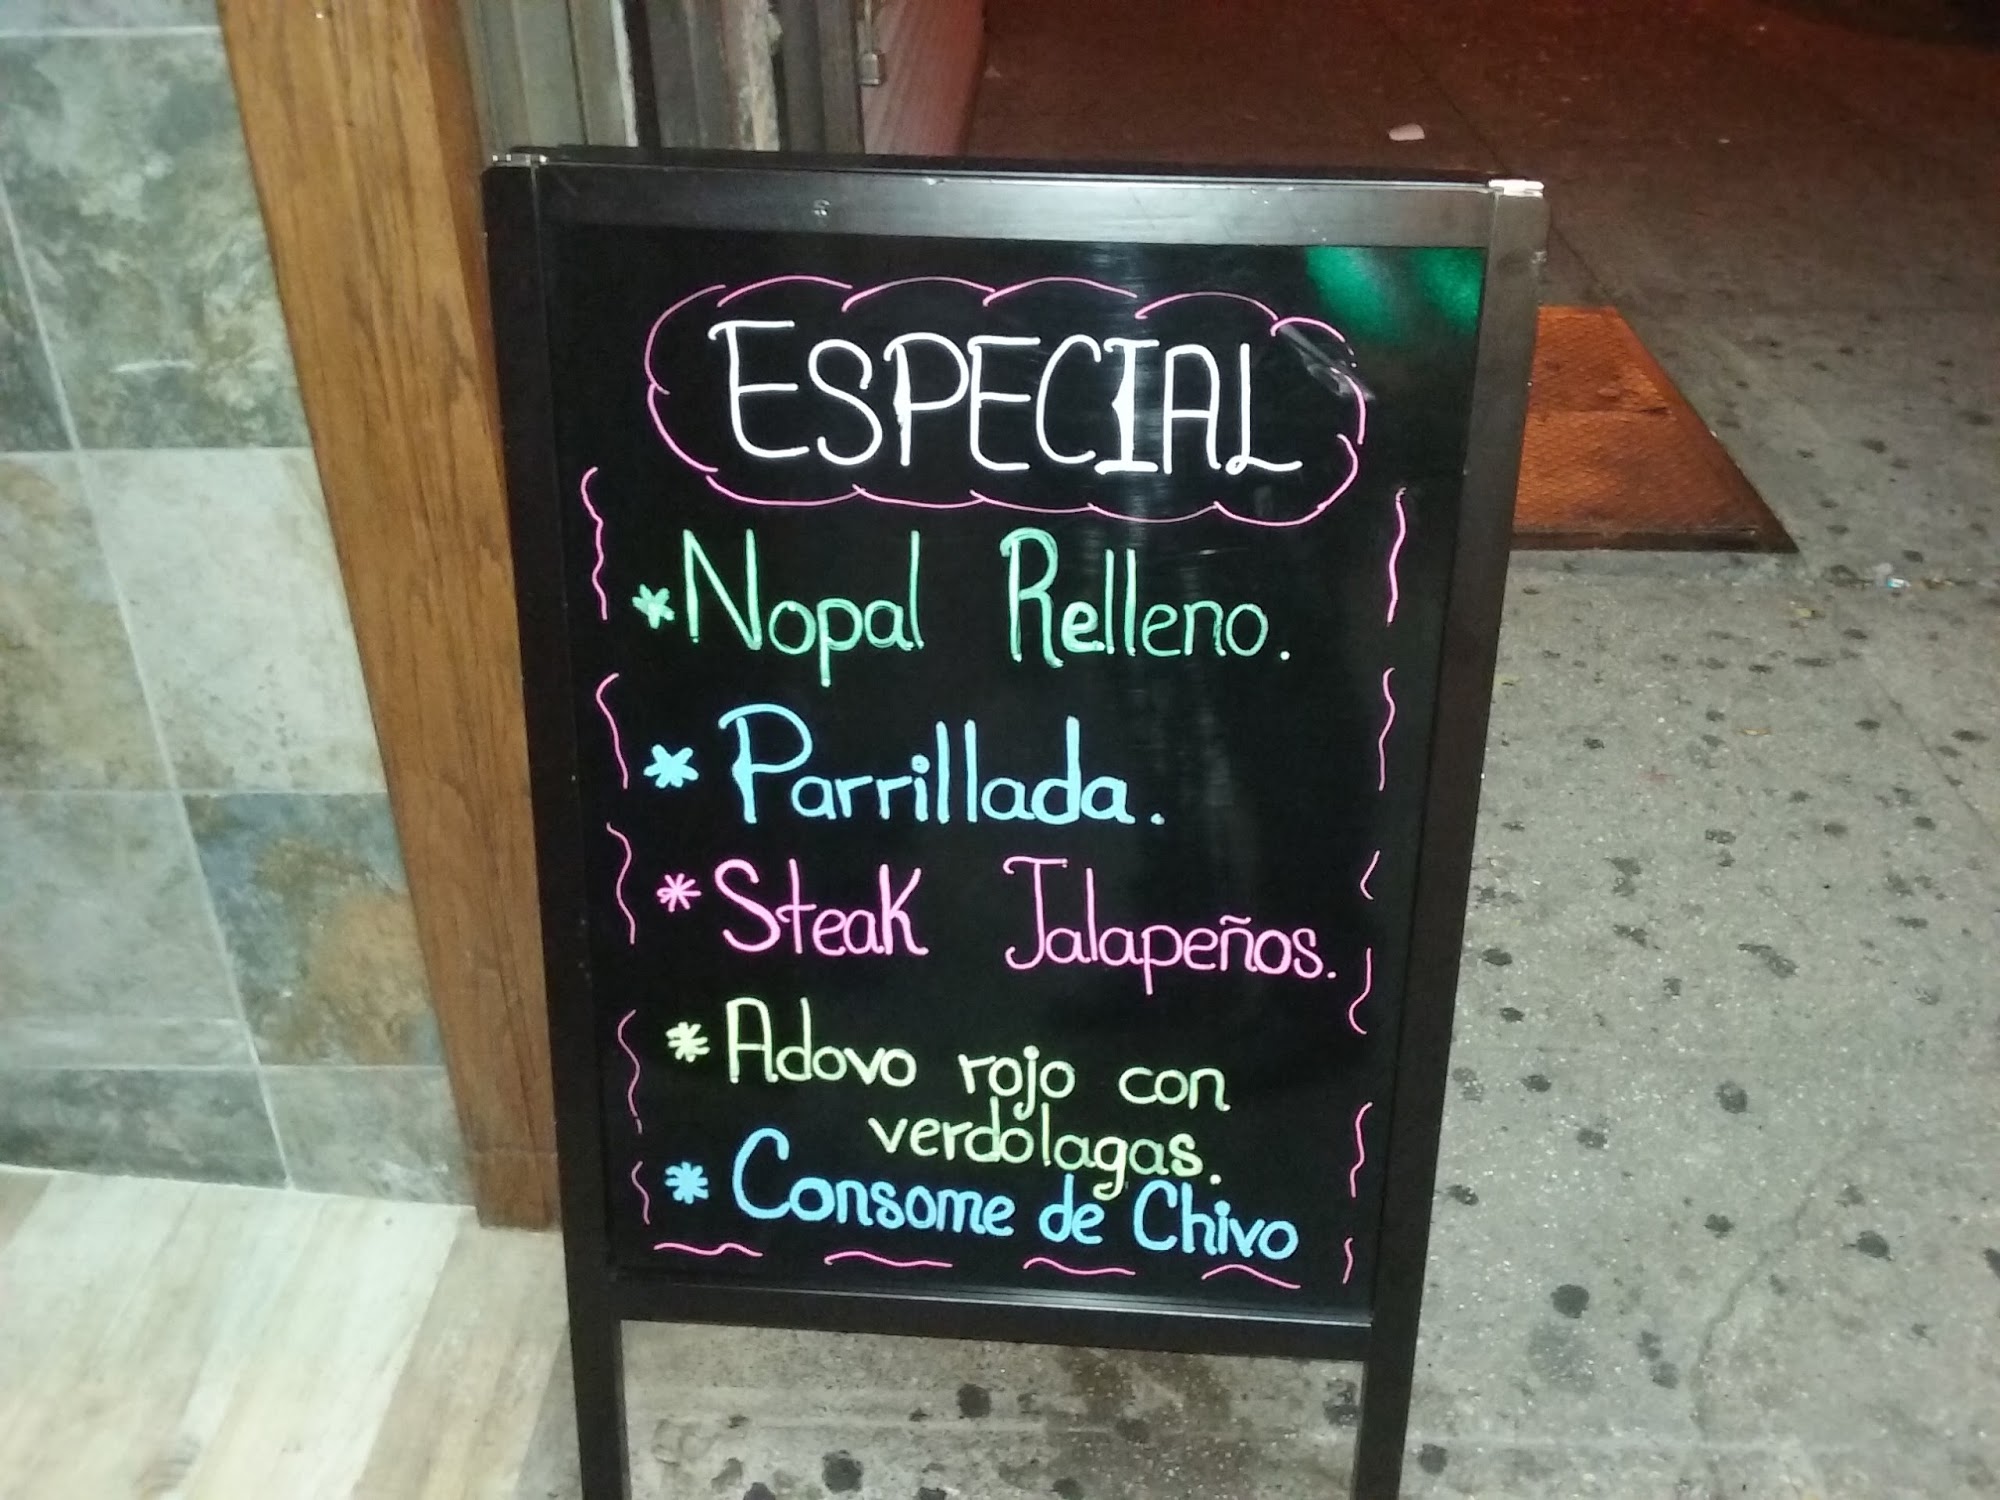 ESPECIAL
*Nopal Relleno.
* Parrillada.
* Steak Jalapeños.
* Adovo rojo con
verdolagas.
* Consome de Chivo